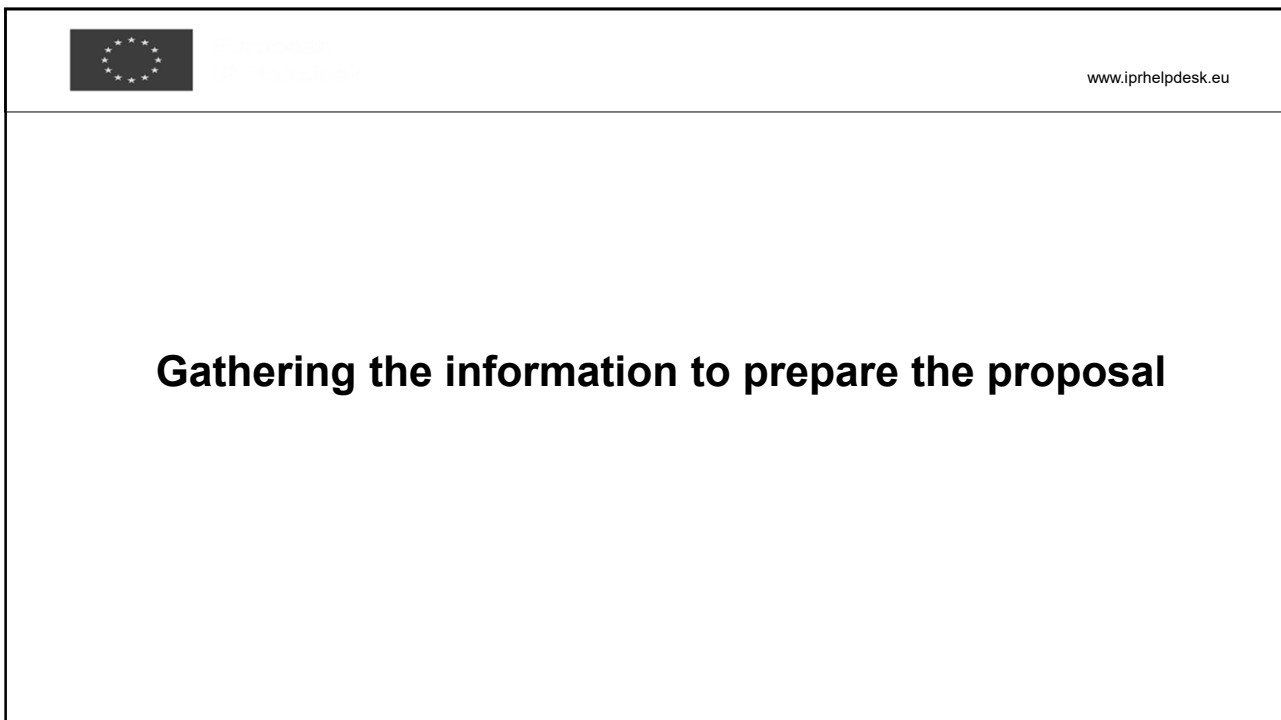 www.iprhelpdesk.eu
Gathering the information to prepare the proposal